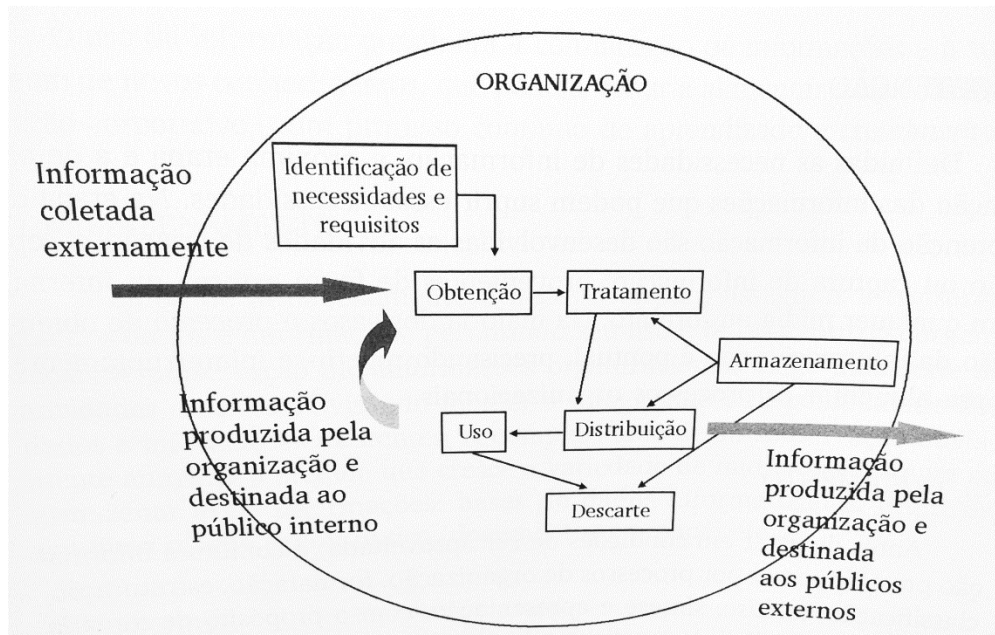 ORGANIZAÇÃO
Identificação de
necessidades e
requisitos
Informação
coletada
externamente
Obtenção
Tratamento
Armazenamento
Informação
produzida pela
organização e
destinada ao
público interno
Uso
Distribuição
Descarte
Informação
produzida pela
organização e
destinada
aos públicos
externos